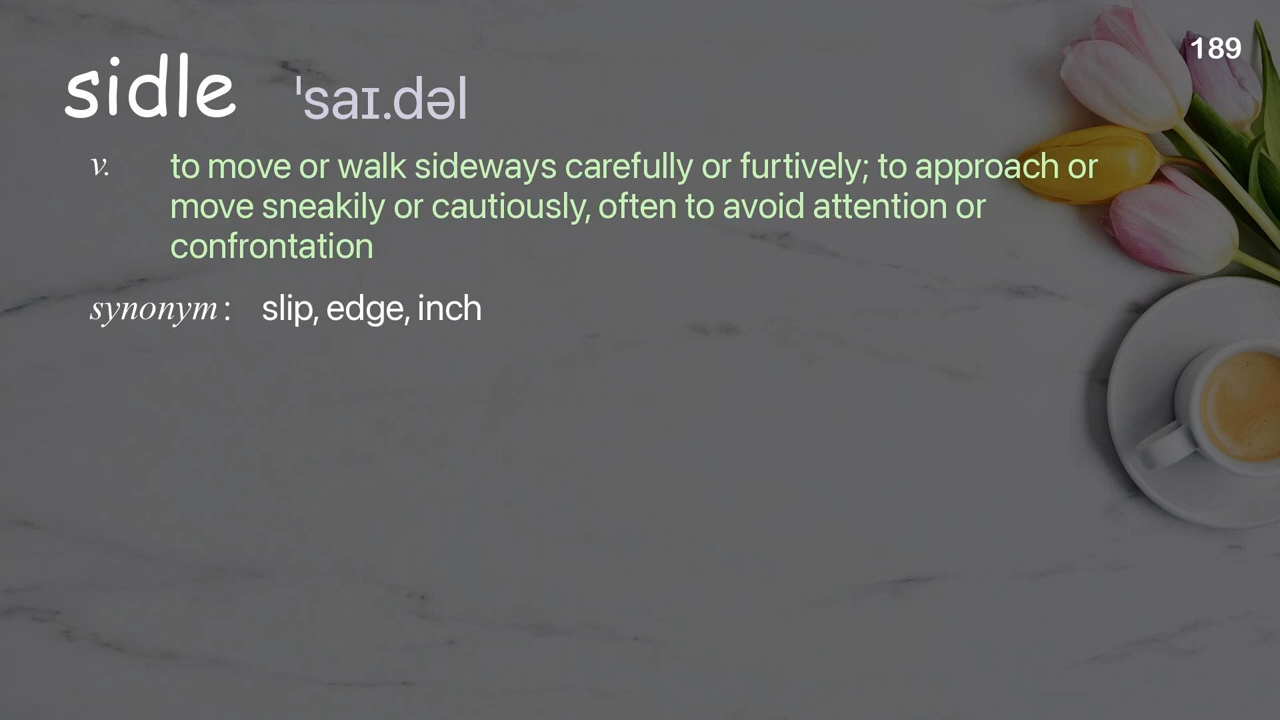 189
sidle ˈsaɪ.dəl
v. to move or walk sideways carefully or furtively; to approach or
move sneakily or cautiously, often to avoid attention or
confrontation
synonym : slip, edge, inch